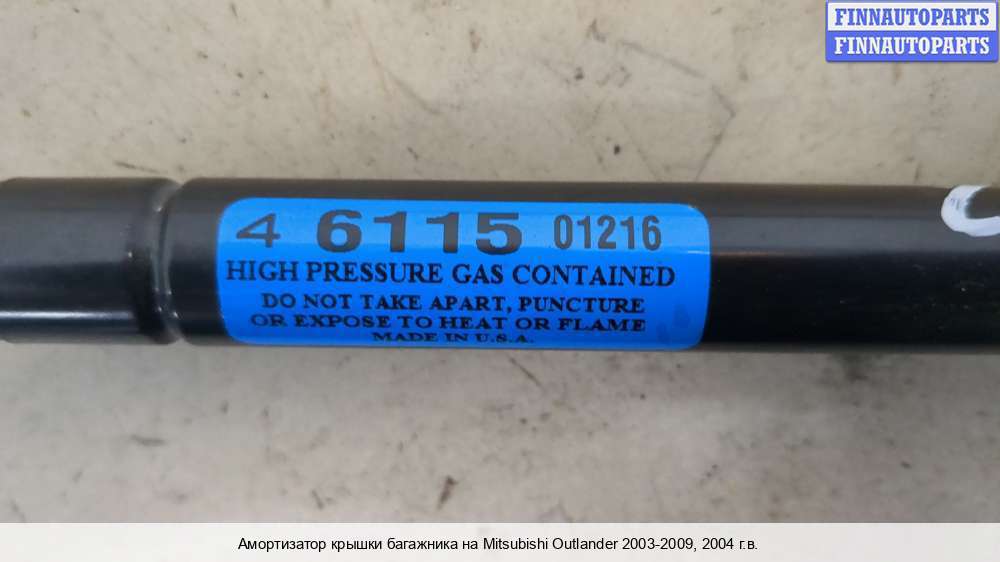 FINNAUTOPARTS
FINNAUTOPARTS
4 6115 01216
HIGH PRESSURE GAS CONTAINED
DO NOT TAKE APART, PUNCTURE
OR EXPOSE TO HEAT OR FLAME
MADE IN U.S.A.
Амортизатор крышки багажника на Mitsubishi Outlander 2003-2009, 2004 г.в.